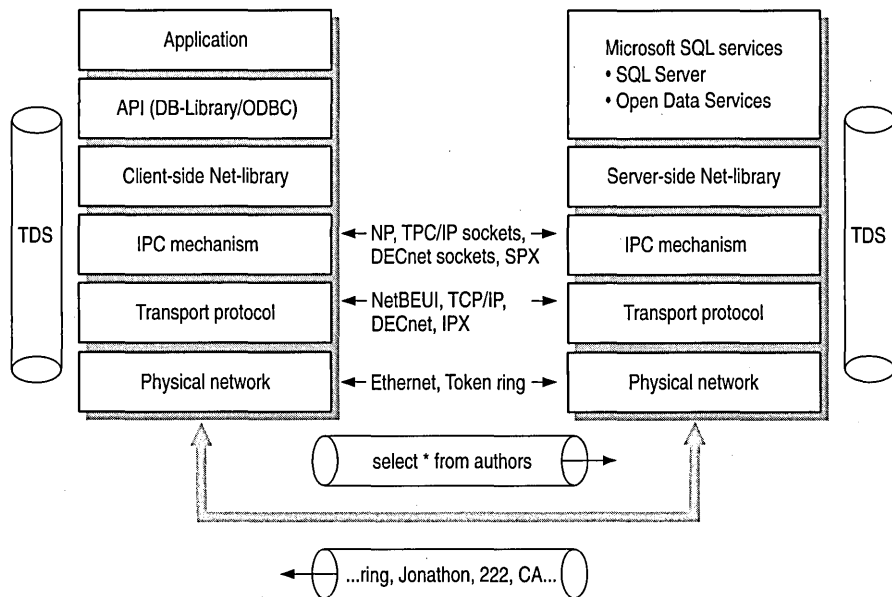 Application
API (DB-Library/ODBC)
Client-side Net-library
IPC mechanism
Transport protocol
Physical network
TDS
NP, TPC/IP sockets,
DECnet sockets, SPX
NetBEUI, TCP/IP,
DECnet, IPX
Ethernet, Token ring
Microsoft SQL services
• SQL Server
• Open Data Services
Server-side Net-library
IPC mechanism
Transport protocol
Physical network
TDS
select * from authors
...ring, Jonathon, 222, CA...